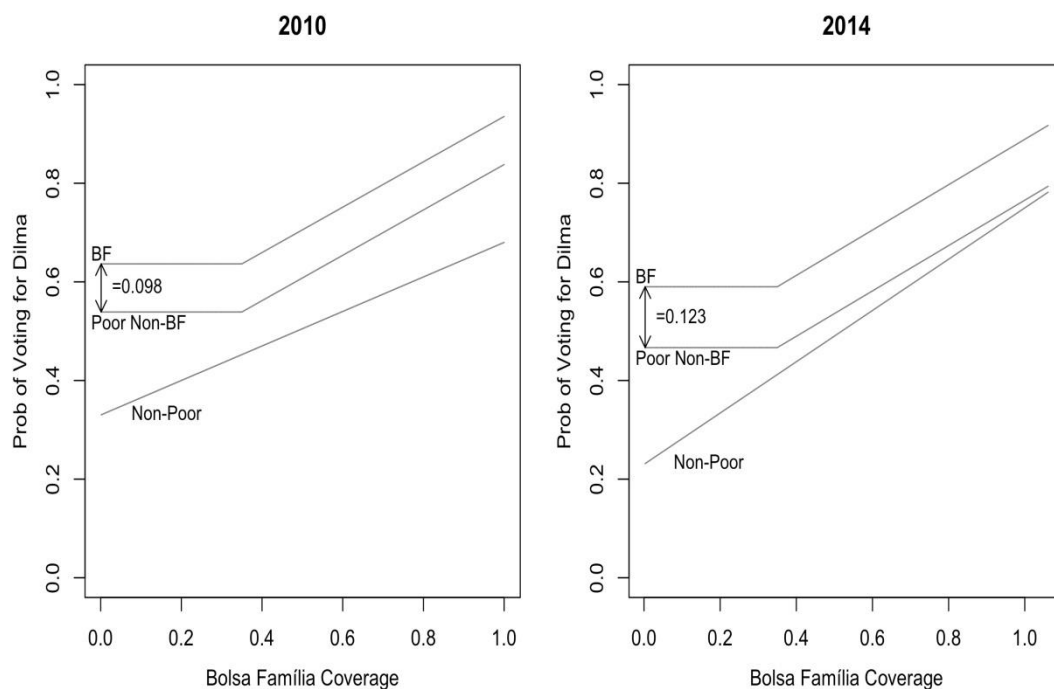 2010
Prob of Voting for Dilma
1.0
0.8
0.6
0.4
0.2
0.0
BF
=0.098
Poor Non-BF
Non-Poor
0.0 0.2 0.4 0.6 0.8 1.0
Bolsa Família Coverage
2014
Prob of Voting for Dilma
1.0
0.8
0.6
0.4
0.2
0.0
BF
=0.123
Poor Non-BF
Non-Poor
0.0 0.2 0.4 0.6 0.8 1.0
Bolsa Família Coverage